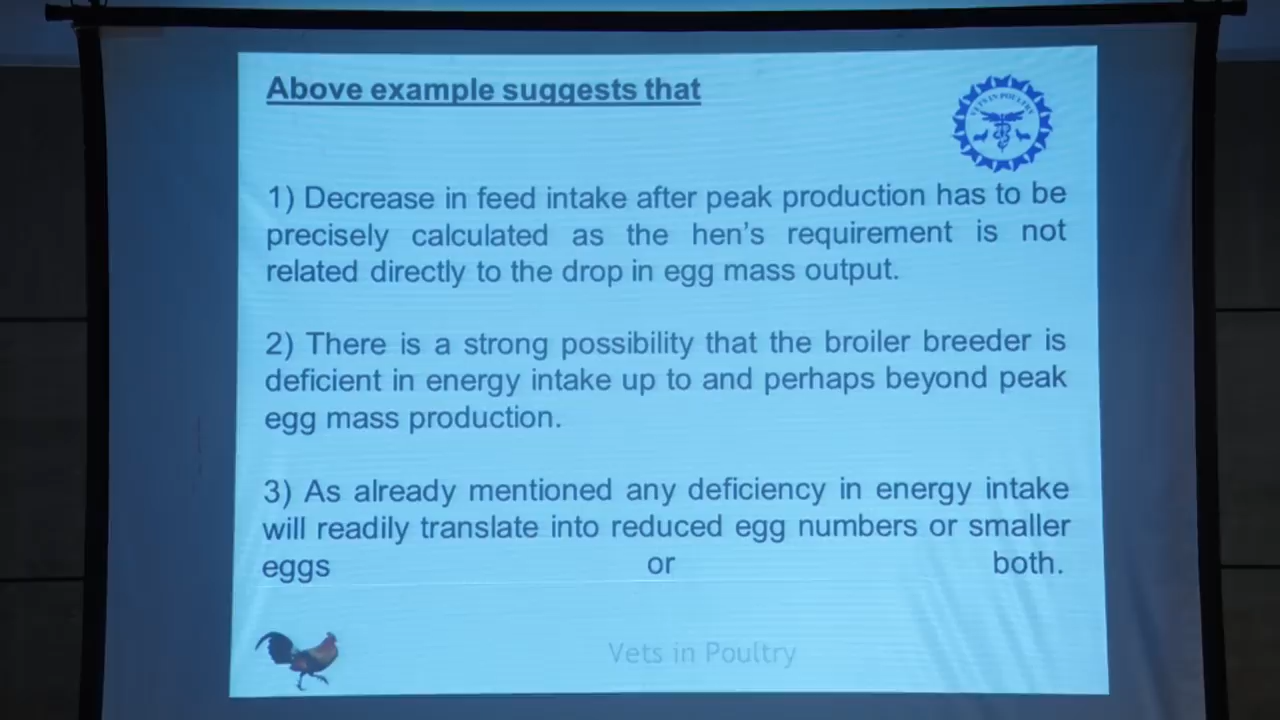 Above example suggests that
VETS IN POULTRY
1) Decrease in feed intake after peak production has to be
precisely calculated as the hen's requirement is not
related directly to the drop in egg mass output.
2) There is a strong possibility that the broiler breeder is
deficient in energy intake up to and perhaps beyond peak
egg mass production.
3) As already mentioned any deficiency in energy intake
will readily translate into reduced egg numbers or smaller
eggs or both.
Vets in Poultry